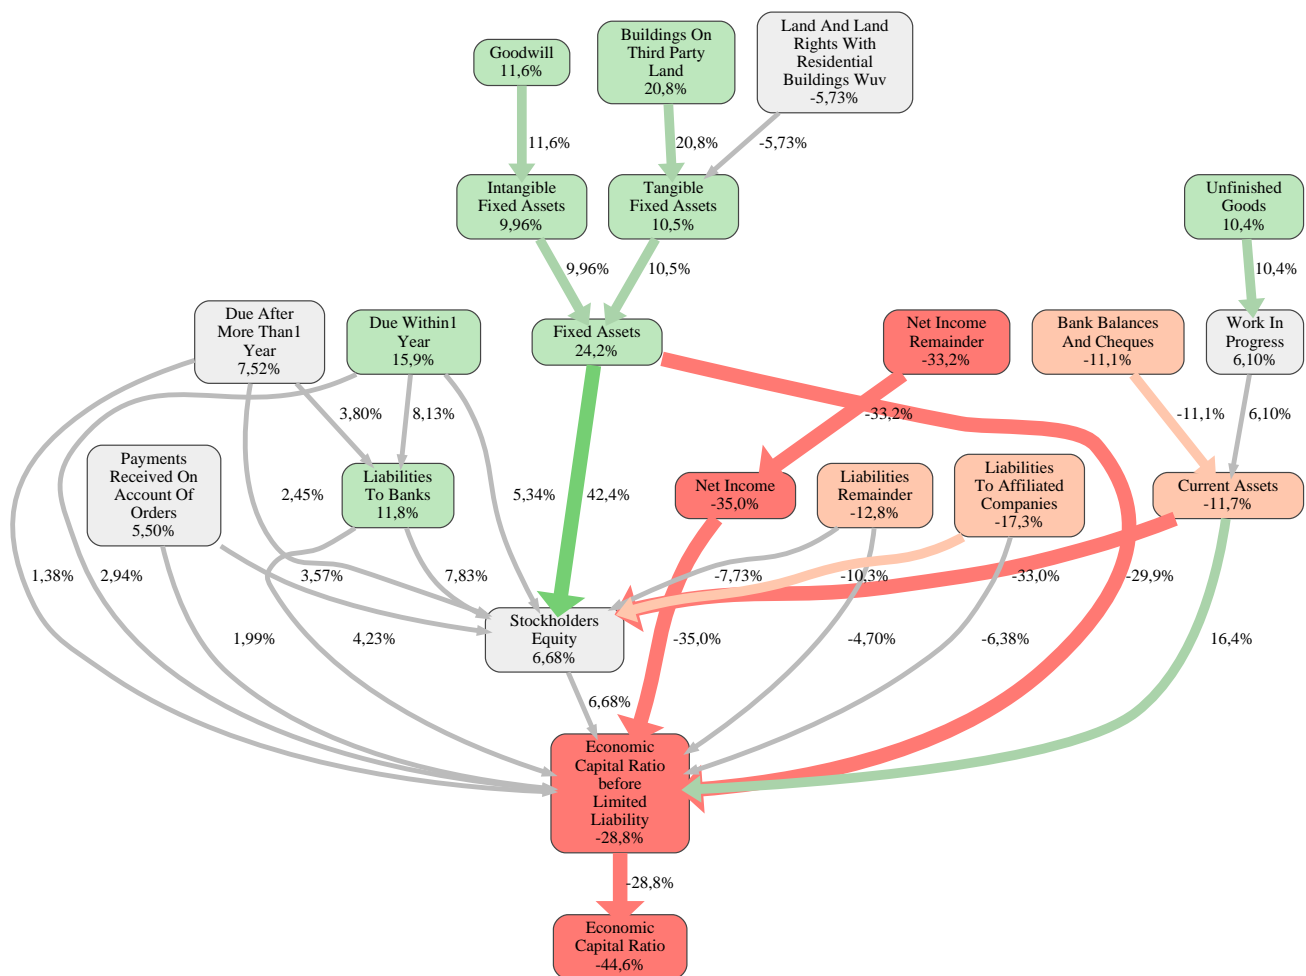 Goodwill
11,6%
Buildings On
Third Party
Land
20,8%
Land And Land
Rights With
Residential
Buildings Wuv
-5,73%
11,6%
20,8%
-5,73%
Intangible
Fixed Assets
9,96%
Tangible
Fixed Assets
10,5%
Unfinished
Goods
10,4%
9,96%
10,5%
10,4%
Due After
More Than1
Year
7,52%
Due Within1
Year
15,9%
Fixed Assets
24,2%
Net Income
Remainder
-33,2%
Bank Balances
And Cheques
-11,1%
Work In
Progress
6,10%
3,80%
8,13%
-33,2%
-11,1%
6,10%
Payments
Received On
Account Of
Orders
5,50%
2,45%
Liabilities
To Banks
11,8%
5,34%
42,4%
Net Income
-35,0%
Liabilities
Remainder
-12,8%
Liabilities
To Affiliated
Companies
-17,3%
Current Assets
-11,7%
1,38%
2,94%
3,57%
7,83%
-7,73%
-10,3%
-33,0%
-29,9%
1,99%
4,23%
Stockholders
Equity
6,68%
-35,0%
-4,70%
-6,38%
16,4%
6,68%
Economic
Capital Ratio
before
Limited
Liability
-28,8%
-28,8%
Economic
Capital Ratio
-44,6%